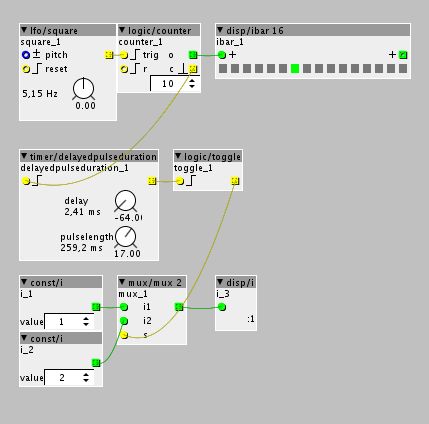 lfo/square
square_1
± pitch
reset
5,15 Hz
0.00
logic/counter
counter_1
trig o
r c
10
disp/ibar 16
ibar_1
+ +
timer/delayedpulseduration
delayedpulseduration_1
delay
2,41 ms
-64.00
pulselength
259,2 ms
17.00
logic/toggle
toggle_1
const/i
i_1
value 1
const/i
i_2
value 2
mux/mux 2
mux_1
i1
i2
s
disp/i
i_3
:1